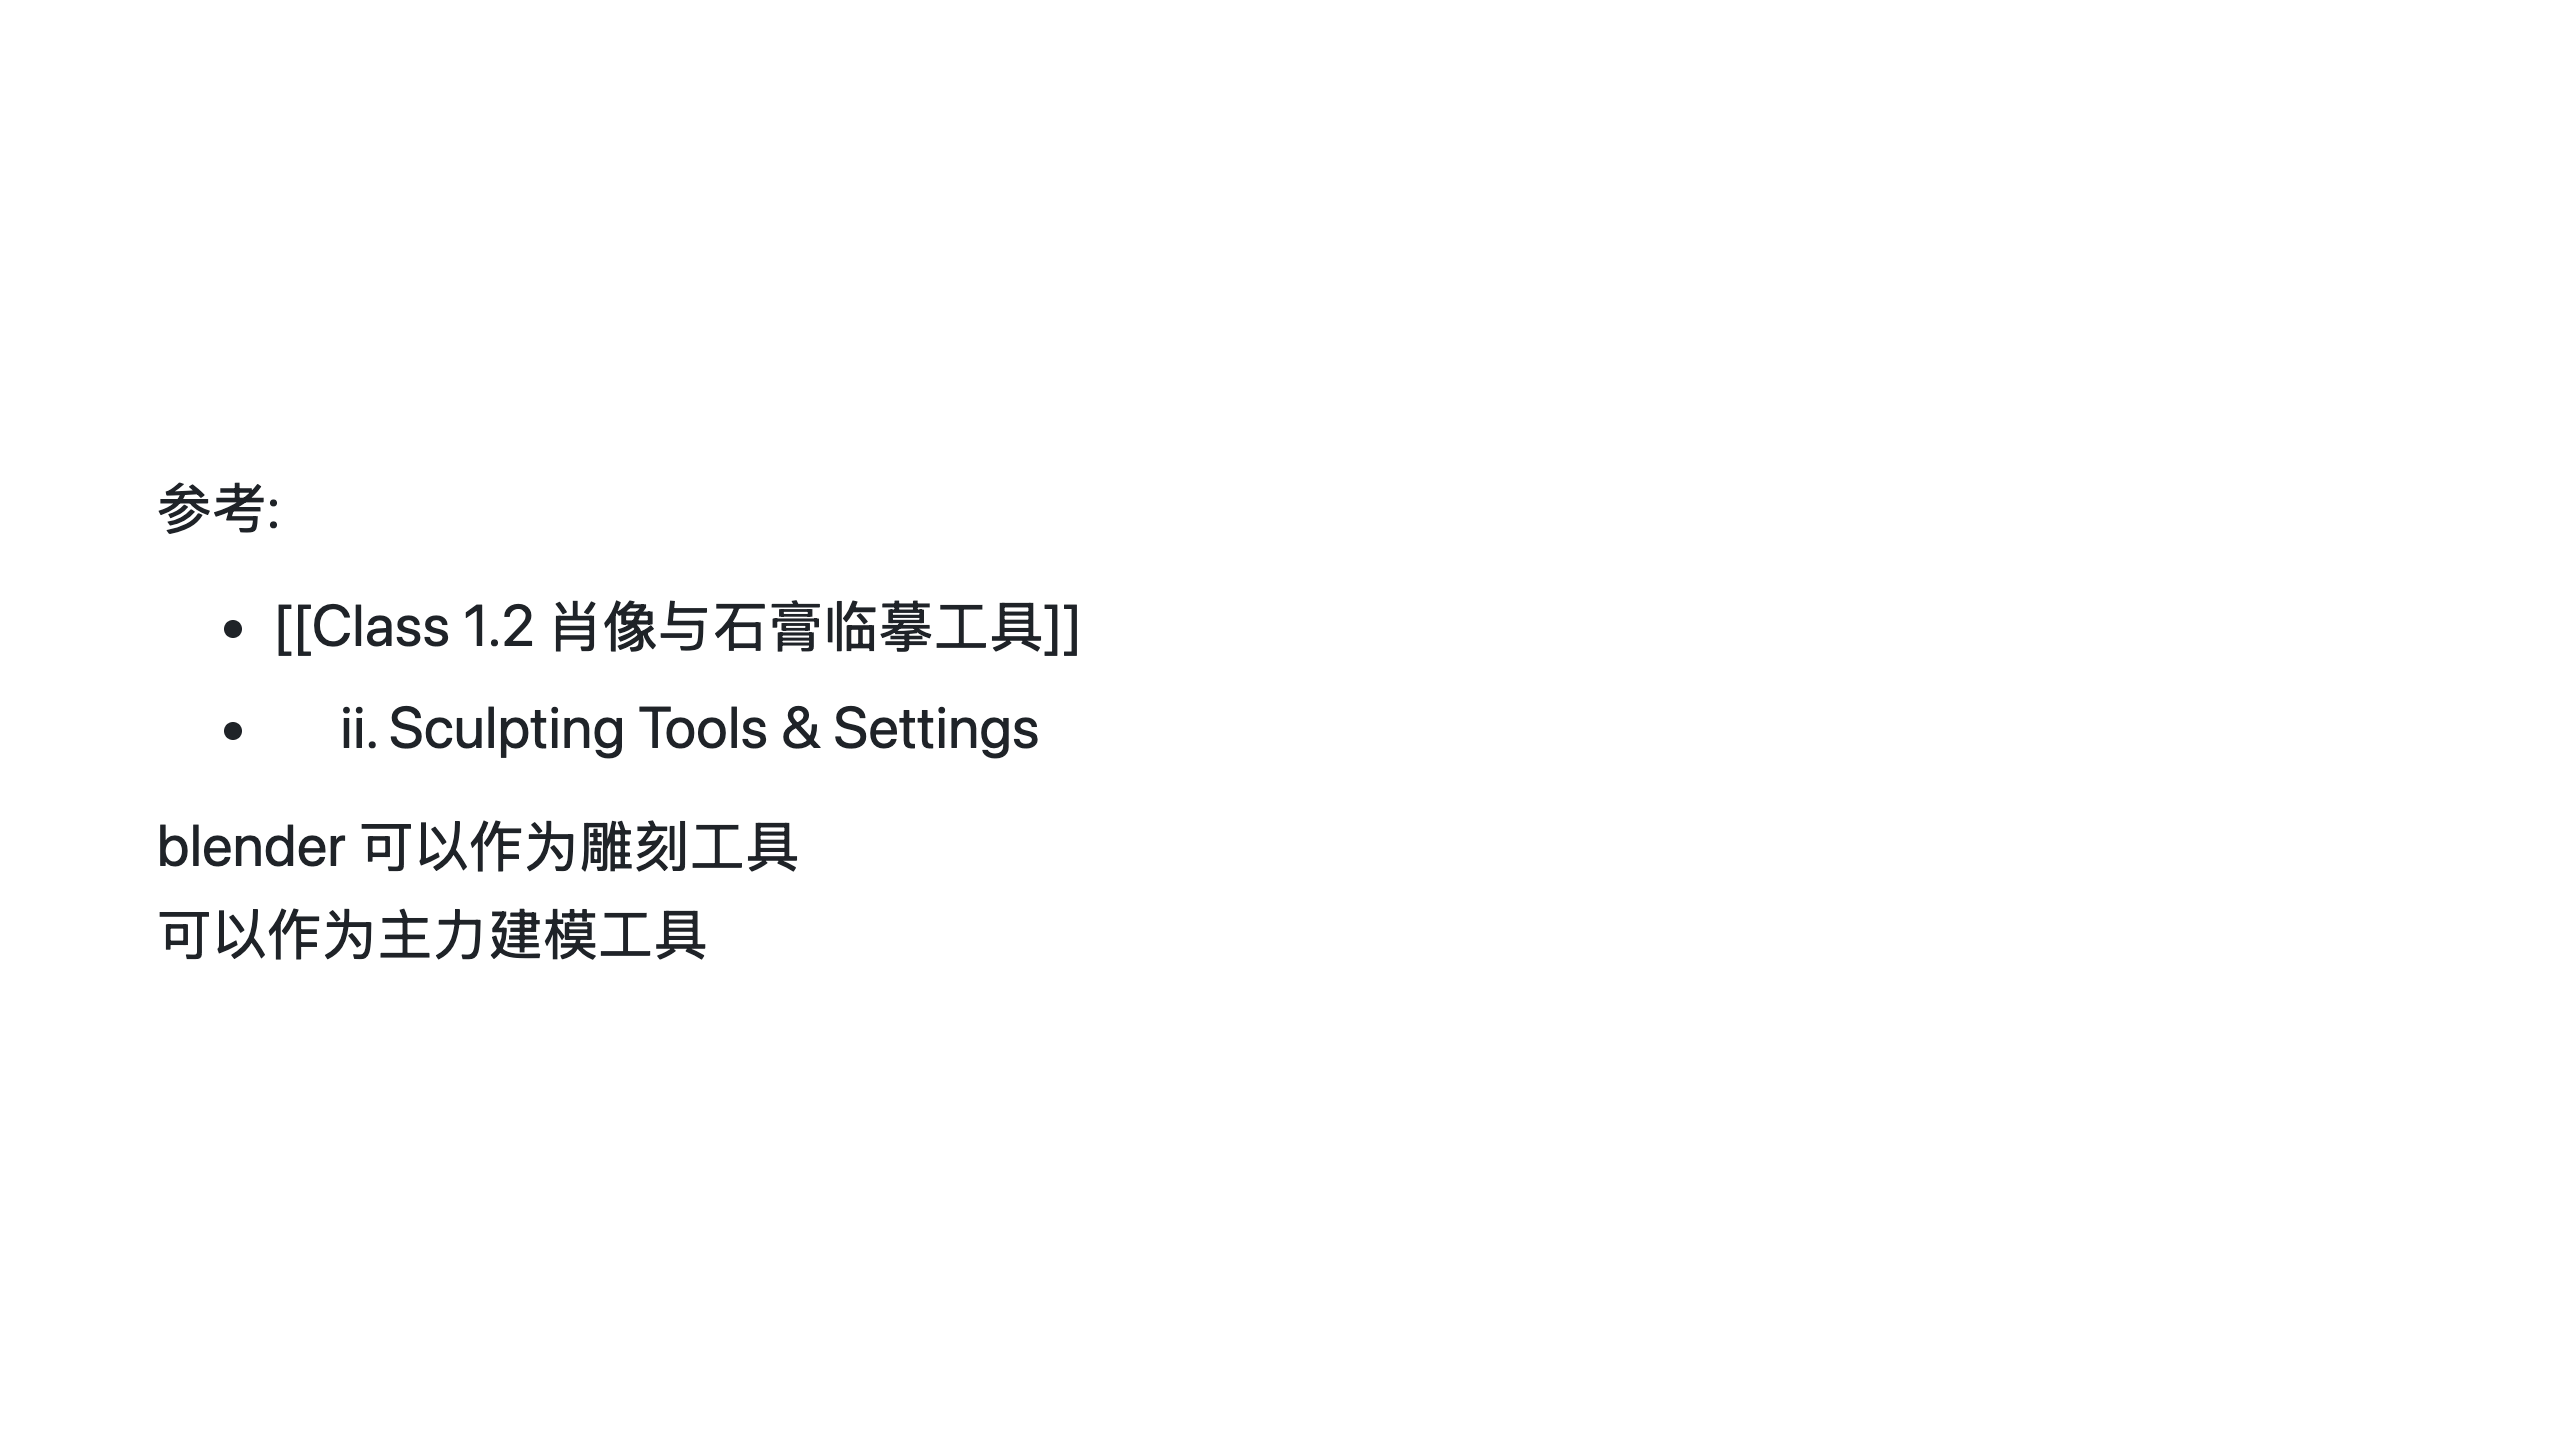 参考:
[[Class 1.2 肖像与石膏临摹工具]]
ii. Sculpting Tools & Settings
blender 可以作为雕刻工具
可以作为主力建模工具